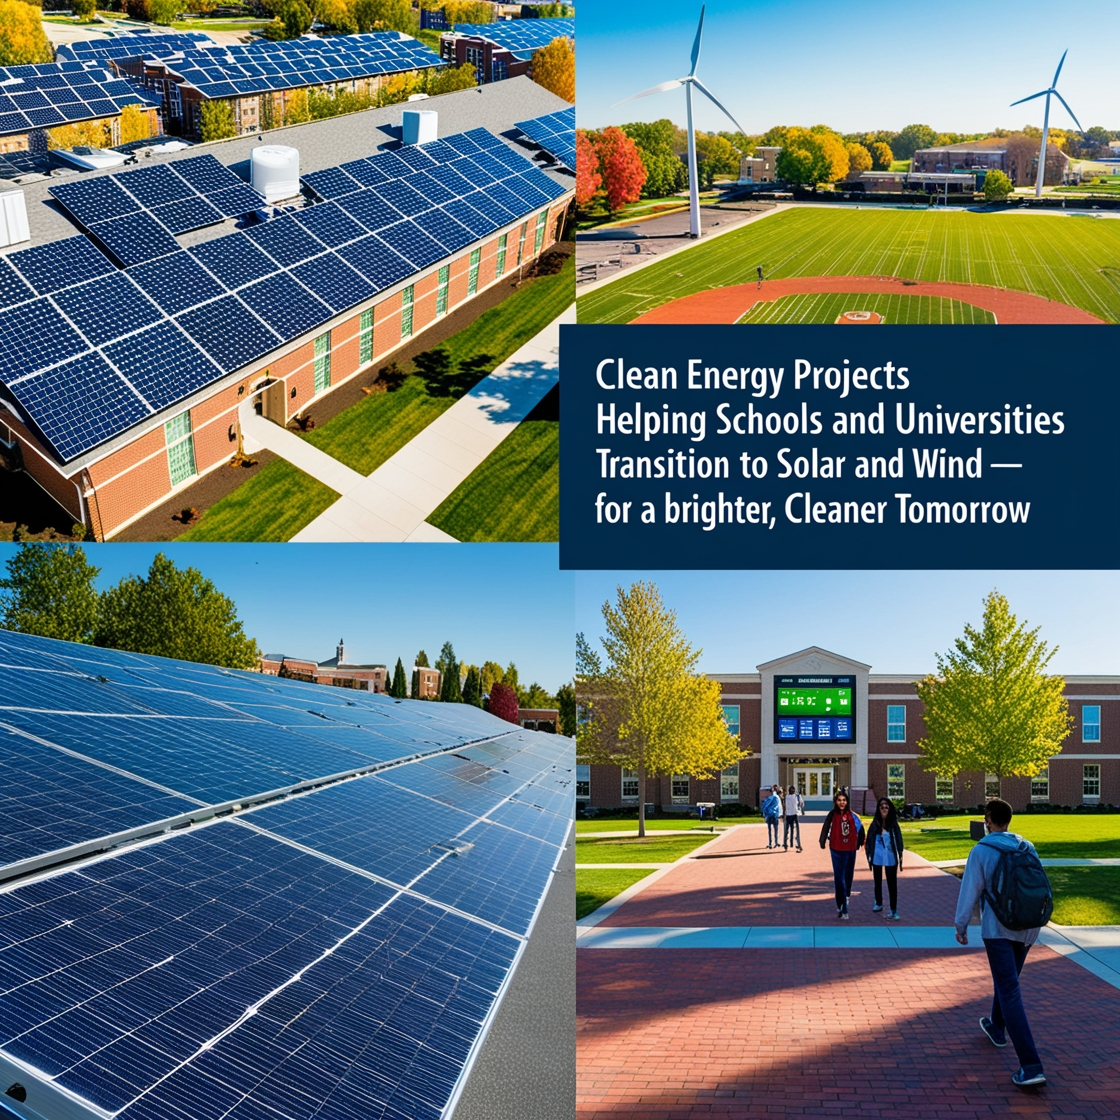 Clean Energy Projects
Helping Schools and Universities
Transition to Solar and Wind —
for a brighter, Cleaner Tomorrow